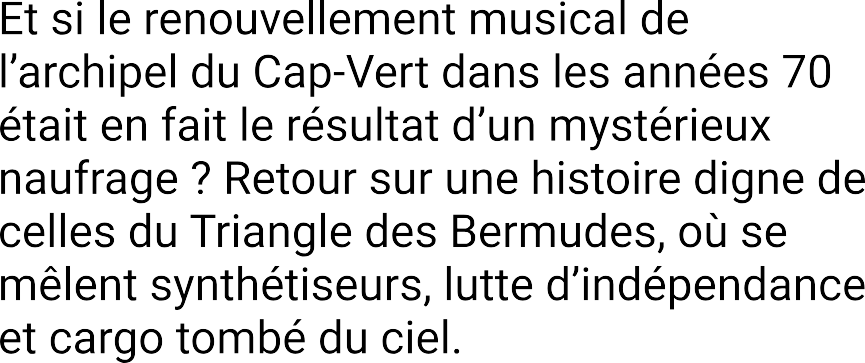 Et si le renouvellement musical de
l’archipel du Cap-Vert dans les années 70
était en fait le résultat d’un mystérieux
naufrage ? Retour sur une histoire digne de
celles du Triangle des Bermudes, où se
mêlent synthétiseurs, lutte d’indépendance
et cargo tombé du ciel.